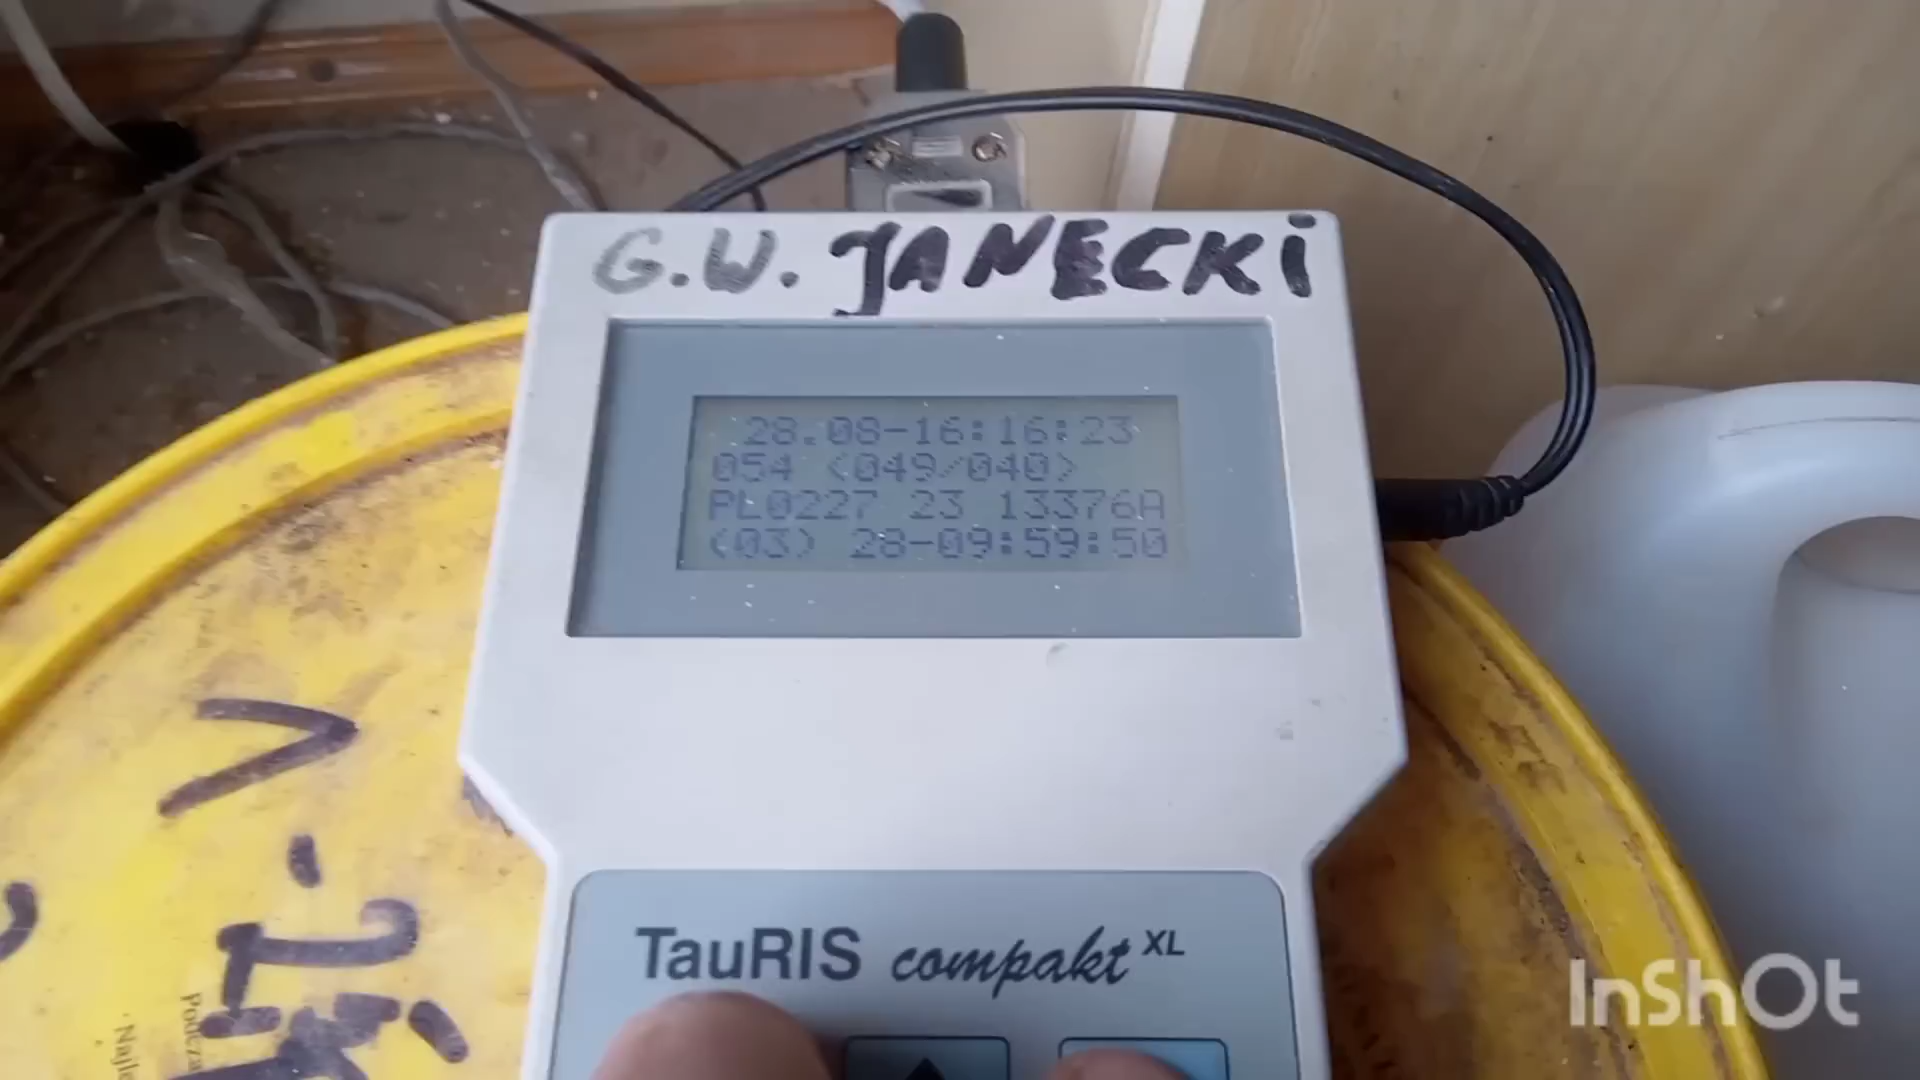 G.W. JANECKI
28.08-16:16:23
054 (049/040)
PL0227 23 13376A
(03) 28-09:59:50
TauRIS compakt XL
InShOt